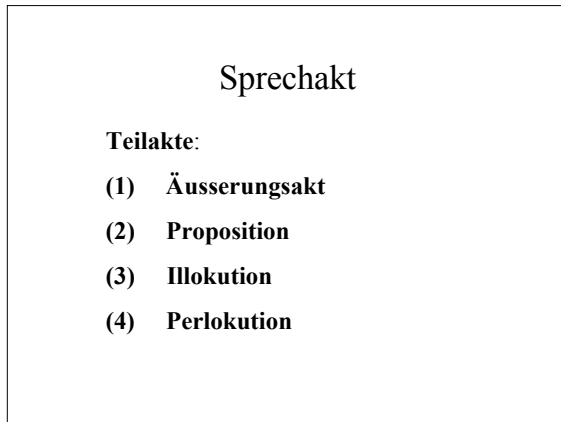 Sprechakt
Teilakte:
(1) Äusserungsakt
(2) Proposition
(3) Illokution
(4) Perlokution